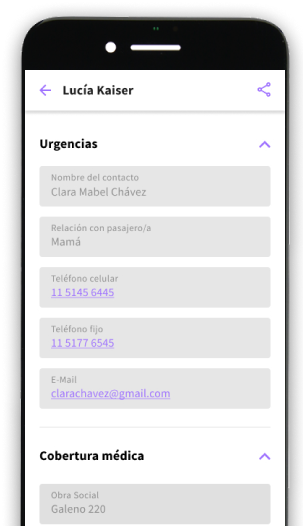 Lucía Kaiser
Urgencias
Nombre del contacto
Clara Mabel Chávez
Relación con pasajero/a
Mamá
Teléfono celular
11 5145 6445
Teléfono fijo
11 5177 6545
E-Mail
clarachavez@gmail.com
Cobertura médica
Obra Social
Galeno 220